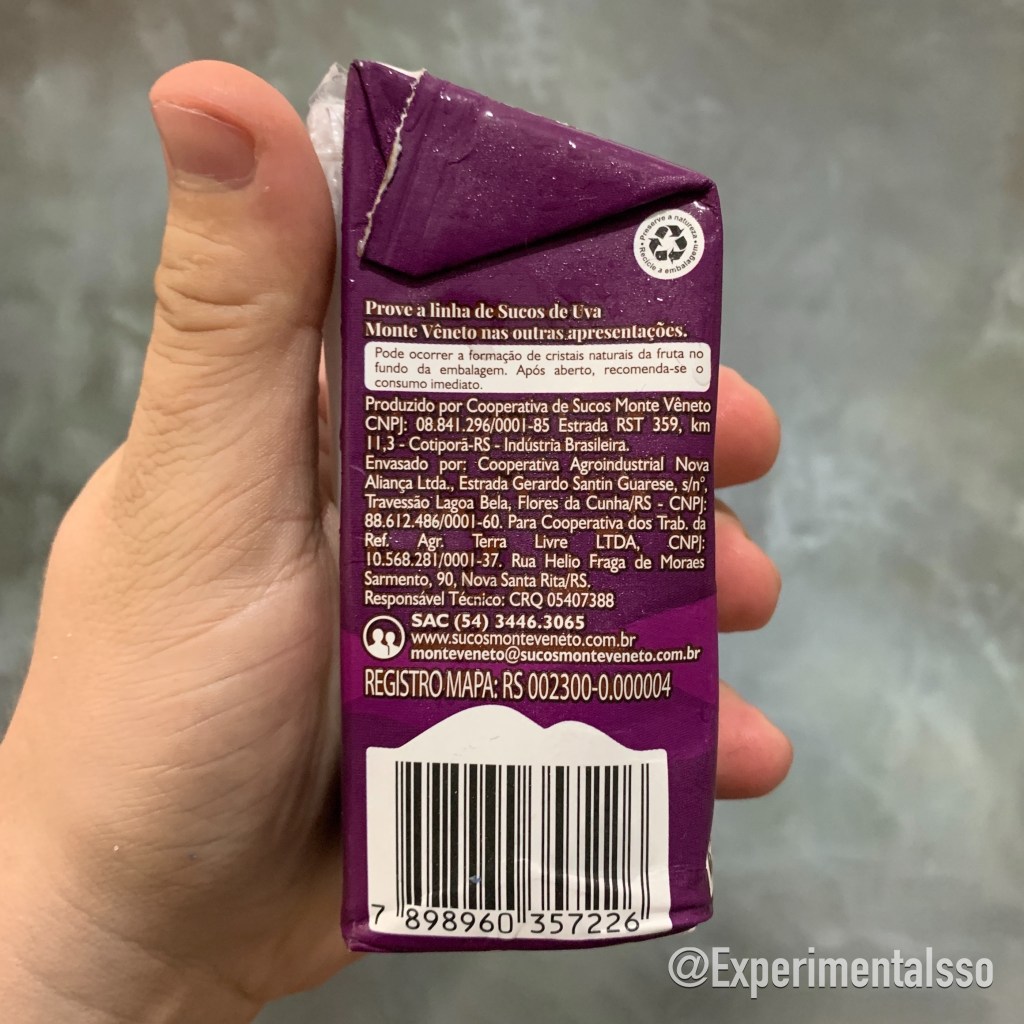 Preserve a natureza
Recicle a embalagem
Prove a linha de Sucos de Uva
Monte Vêneto nas outras apresentações.
Pode ocorrer a formação de cristais naturais da fruta no
fundo da embalagem. Após aberto, recomenda-se o
consumo imediato.
Produzido por Cooperativa de Sucos Monte Vêneto
CNPJ: 08.841.296/0001-85 Estrada RST 359, km
11,3 - Cotiporã-RS - Indústria Brasileira.
Envasado por: Cooperativa Agroindustrial Nova
Aliança Ltda., Estrada Gerardo Santin Guarese, s/n°,
Travessão Lagoa Bela, Flores da Cunha/RS - CNPJ:
88.612.486/0001-60. Para Cooperativa dos Trab. da
Ref. Agr. Terra Livre LTDA, CNPJ:
10.568.281/0001-37. Rua Helio Fraga de Moraes
Sarmento, 90, Nova Santa Rita/RS.
Responsável Técnico: CRQ 05407388
SAC (54) 3446.3065
www.sucosmonteveneto.com.br
monteveneto@sucosmonteveneto.com.br
REGISTRO MAPA: RS 002300-0.000004
7 898960 357226
@ExperimentaIsso